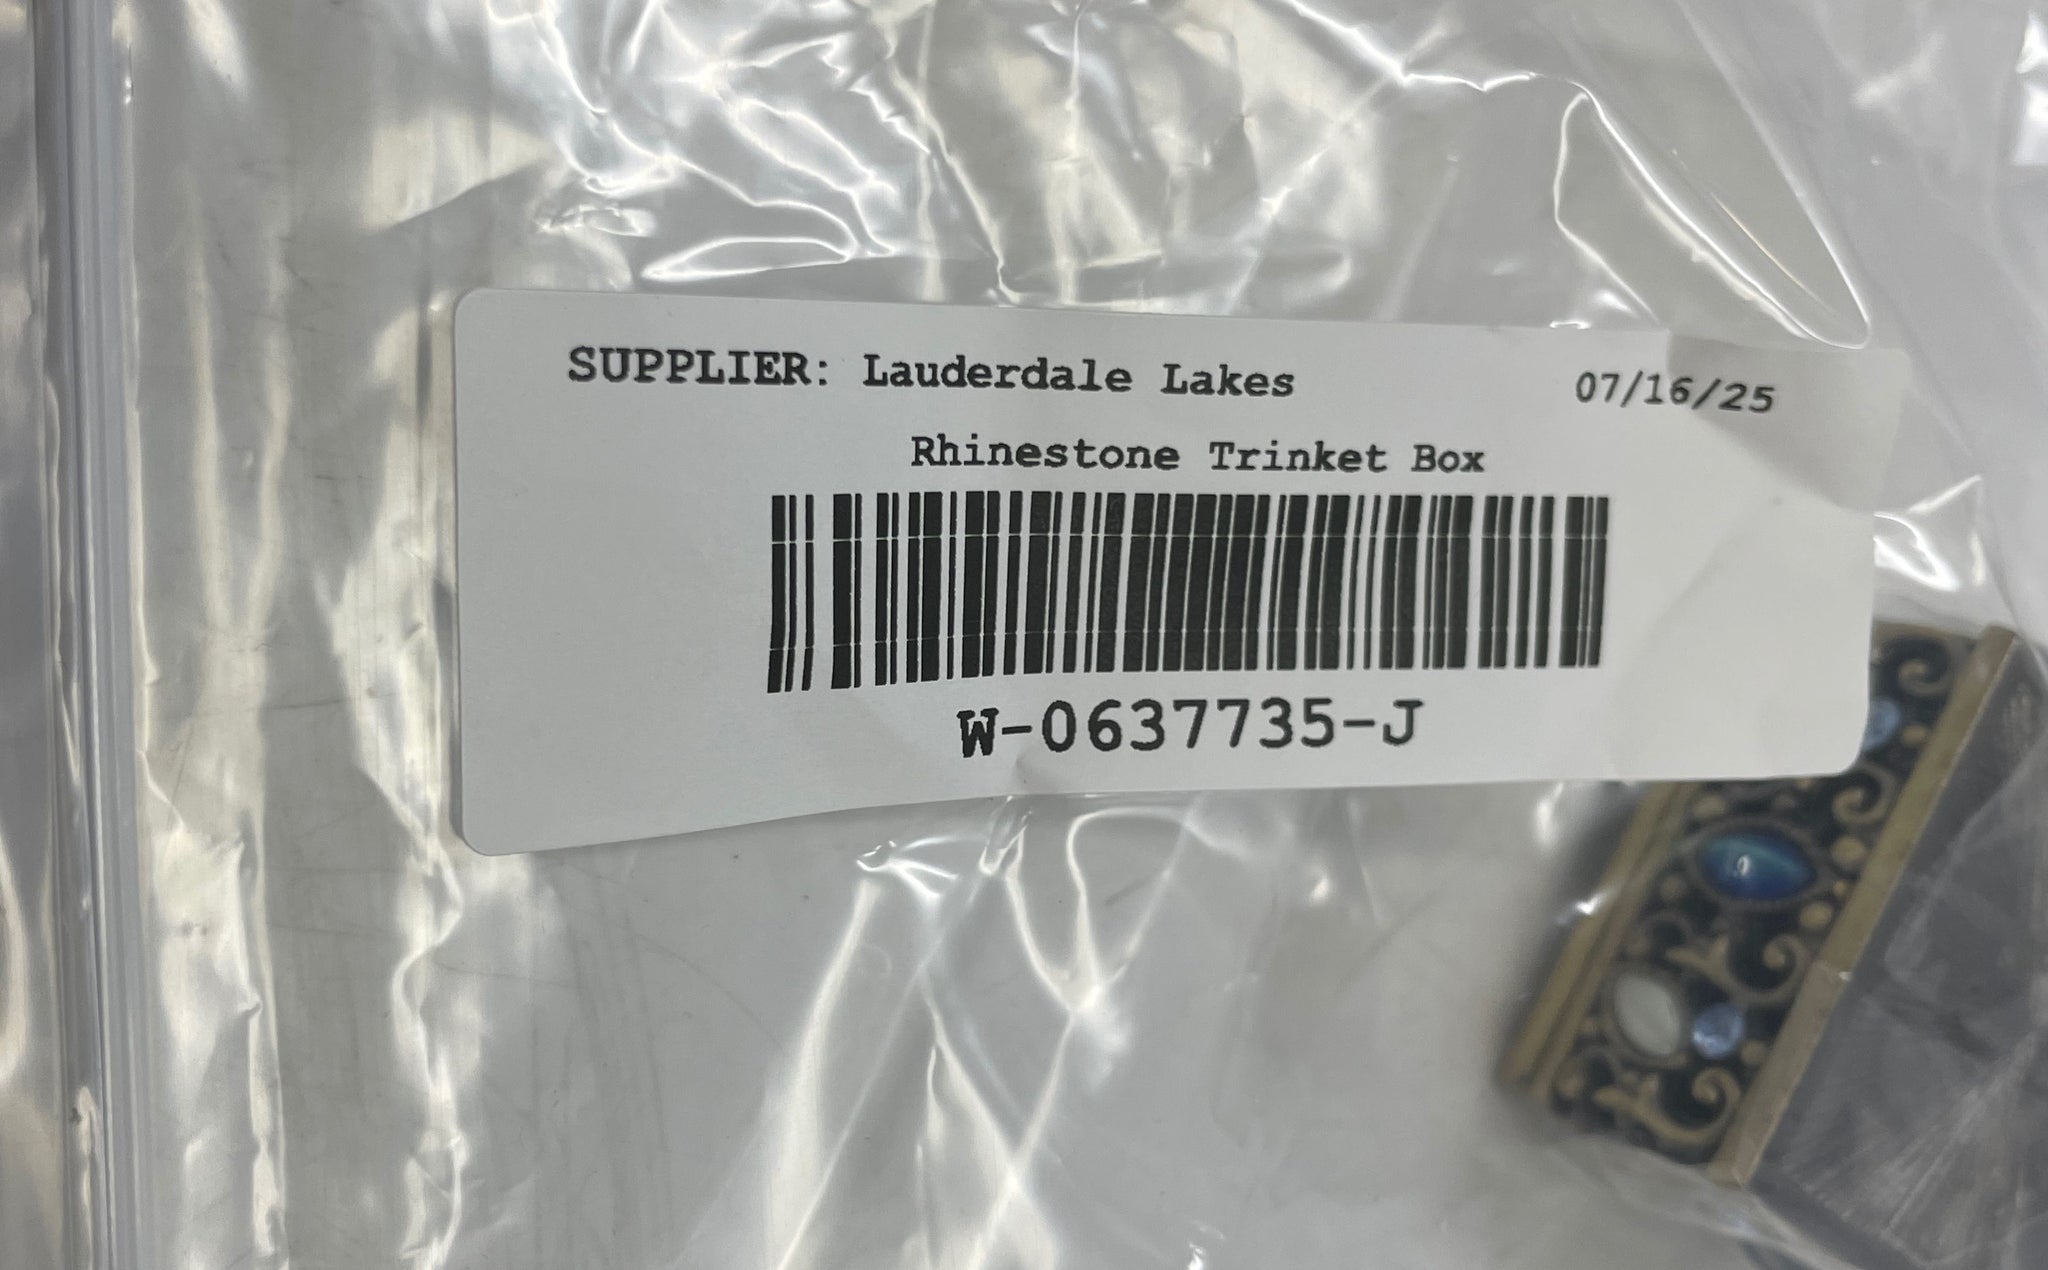 SUPPLIER: Lauderdale Lakes 07/16/25
Rhinestone Trinket Box
W-0637735-J